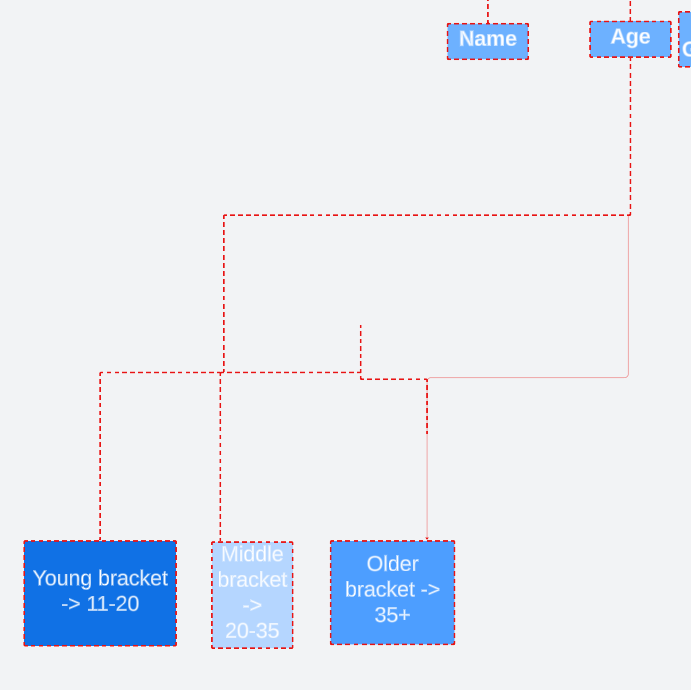 Name
Age
Young bracket
-> 11-20
Middle
bracket
->
20-35
Older
bracket ->
35+